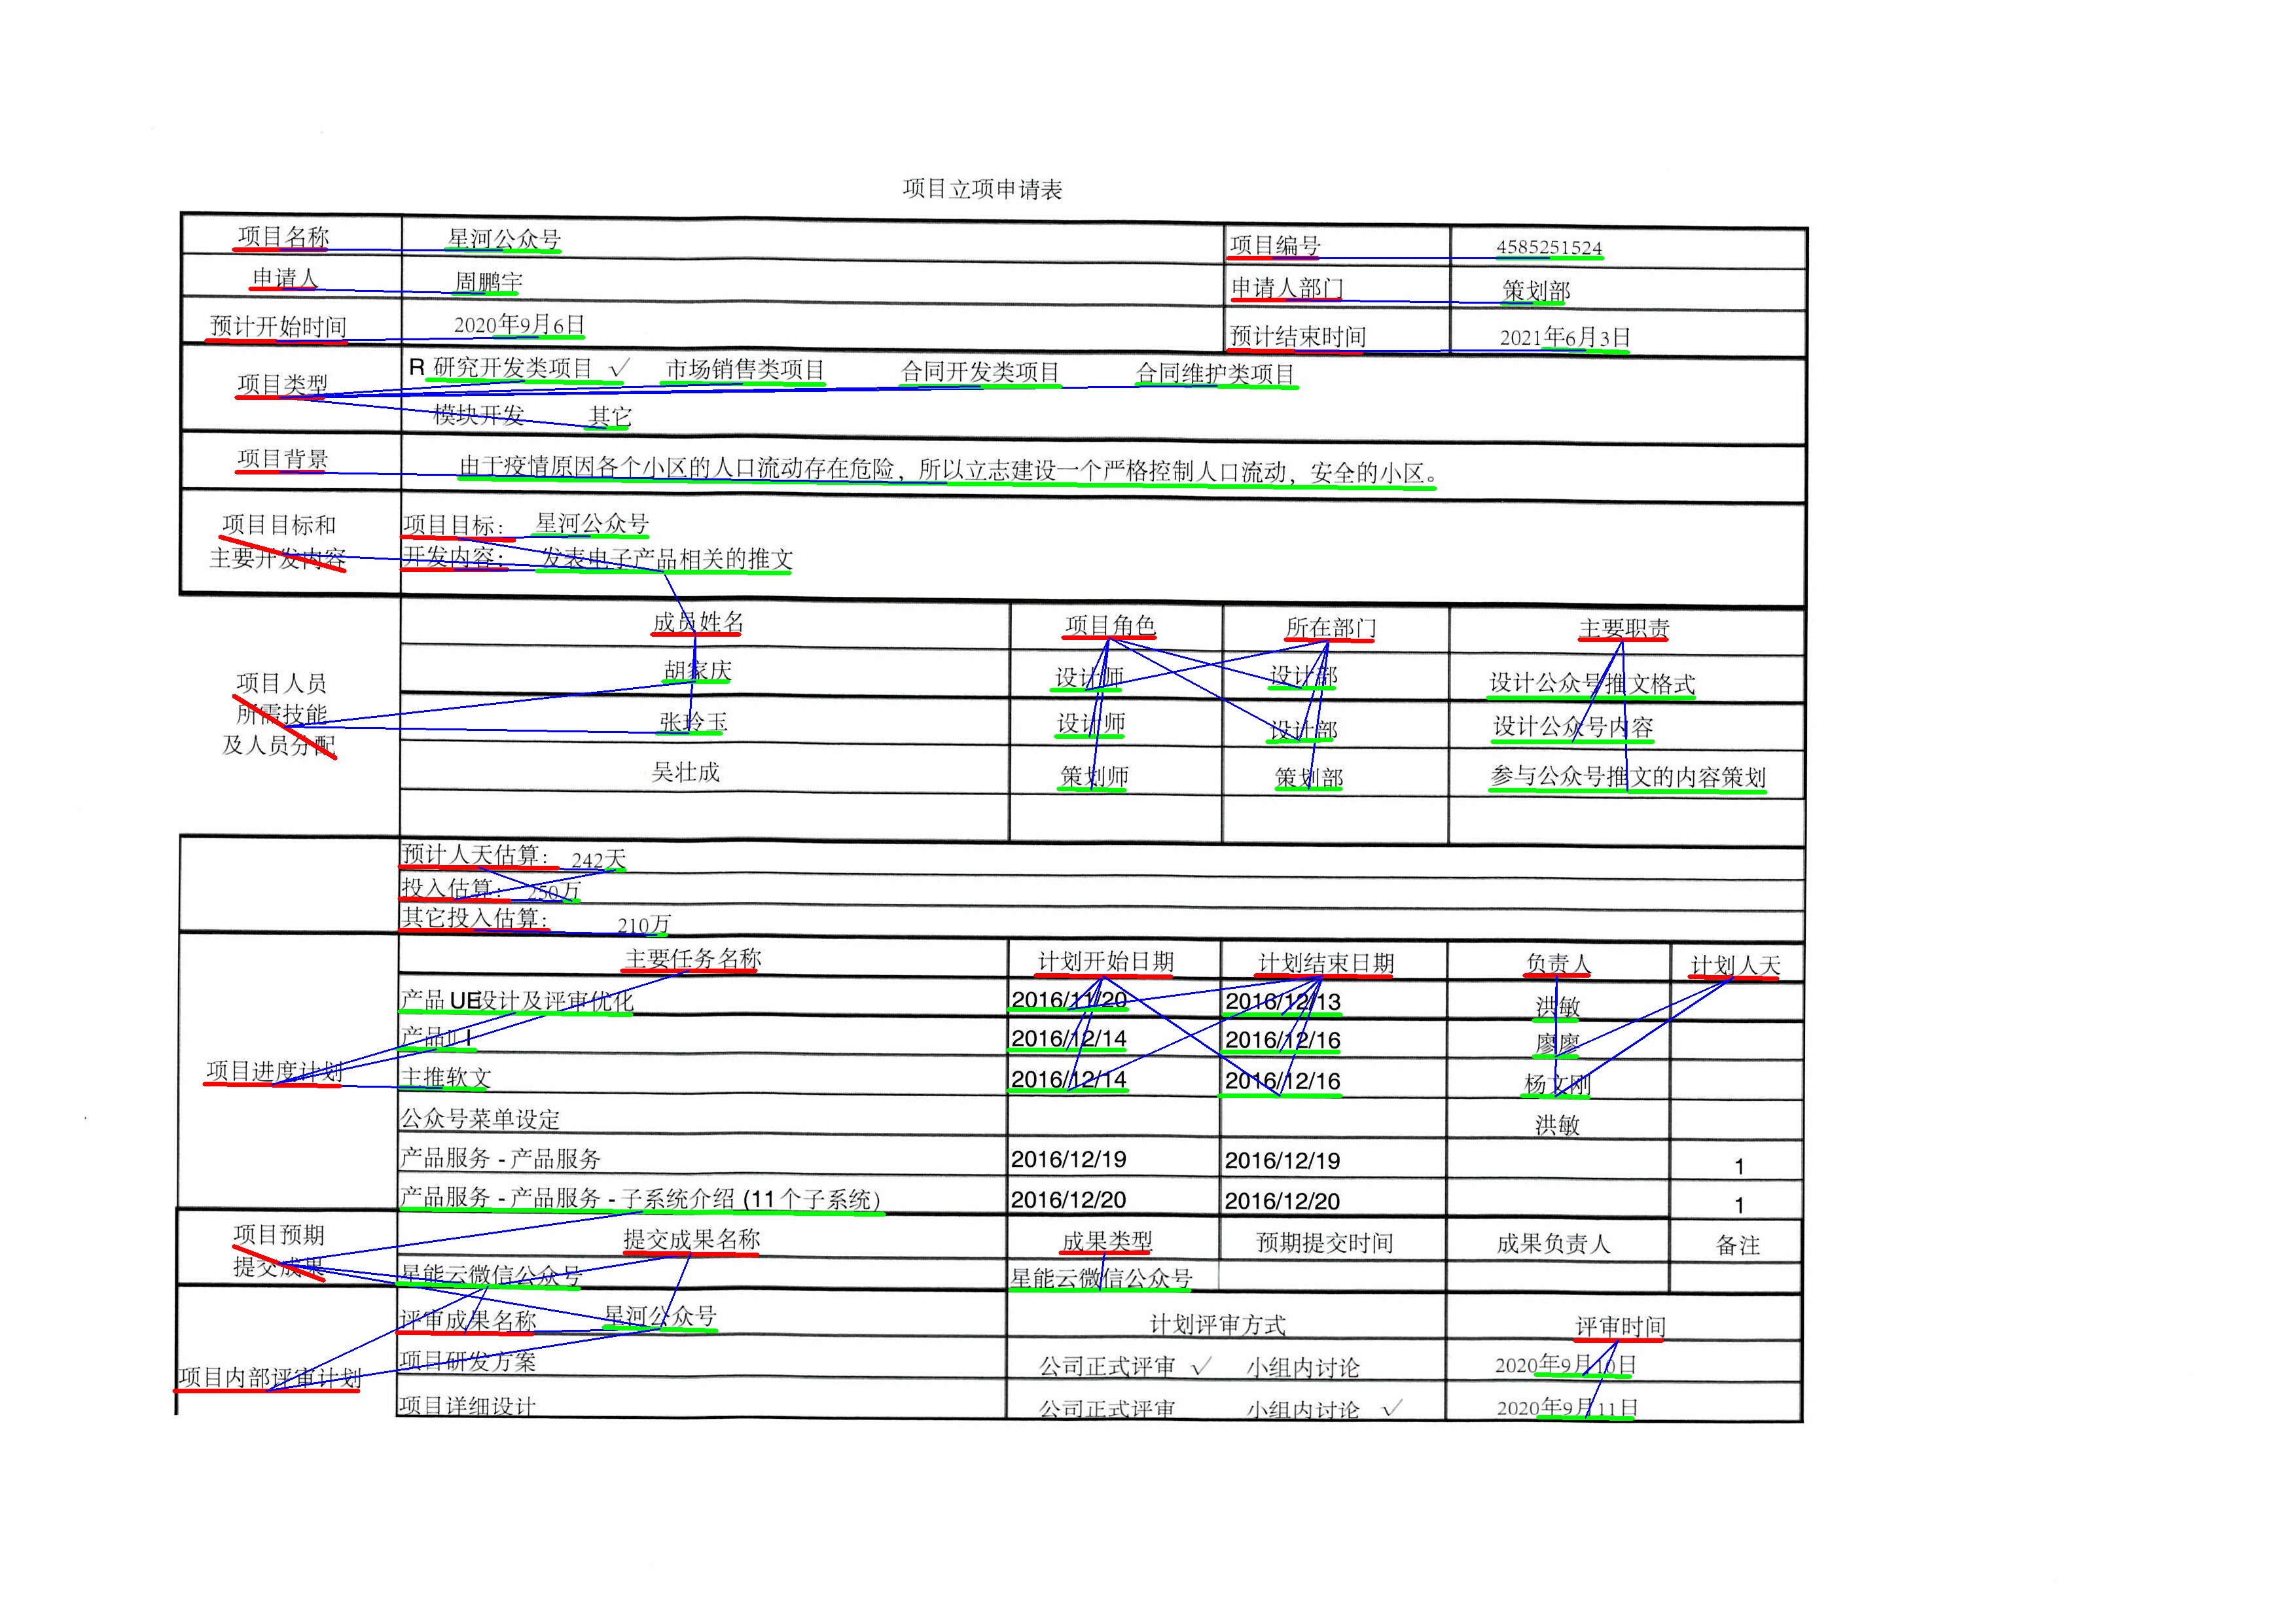 项目立项申请表
项目名称 星河公众号 项目编号 4585251524
申请人 周鹏宇 申请人部门 策划部
预计开始时间 2020年9月6日 预计结束时间 2021年6月3日
项目类型 R 研究开发类项目 √ 市场销售类项目 合同开发类项目 合同维护类项目
模块开发 其它
项目背景 由于疫情原因各个小区的人口流动存在危险，所以立志建设一个严格控制人口流动，安全的小区。
项目目标和
主要开发内容
项目目标： 星河公众号
开发内容： 发表电子产品相关的推文
项目人员
所需技能
及人员分配
成员姓名 项目角色 所在部门 主要职责
胡家庆 设计师 设计部 设计公众号推文格式
张玲玉 设计师 设计部 设计公众号内容
吴壮成 策划师 策划部 参与公众号推文的内容策划
预计人天估算： 242天
投入估算： 250万
其它投入估算： 210万
项目进度计划
主要任务名称 计划开始日期 计划结束日期 负责人 计划人天
产品 UE设计及评审优化 2016/11/20 2016/12/13 洪敏
产品 2016/12/14 2016/12/16 廖廖
主推软文 2016/12/14 2016/12/16 杨文刚
公众号菜单设定 洪敏
产品服务 - 产品服务 2016/12/19 2016/12/19 1
产品服务 - 产品服务 - 子系统介绍 (11 个子系统) 2016/12/20 2016/12/20 1
项目预期
提交成果
提交成果名称 成果类型 预期提交时间 成果负责人 备注
星能云微信公众号 星能云微信公众号
项目内部评审计划
评审成果名称 星河公众号 计划评审方式 评审时间
项目研发方案 公司正式评审 √ 小组内讨论 2020年9月10日
项目详细设计 公司正式评审 小组内讨论 √ 2020年9月11日